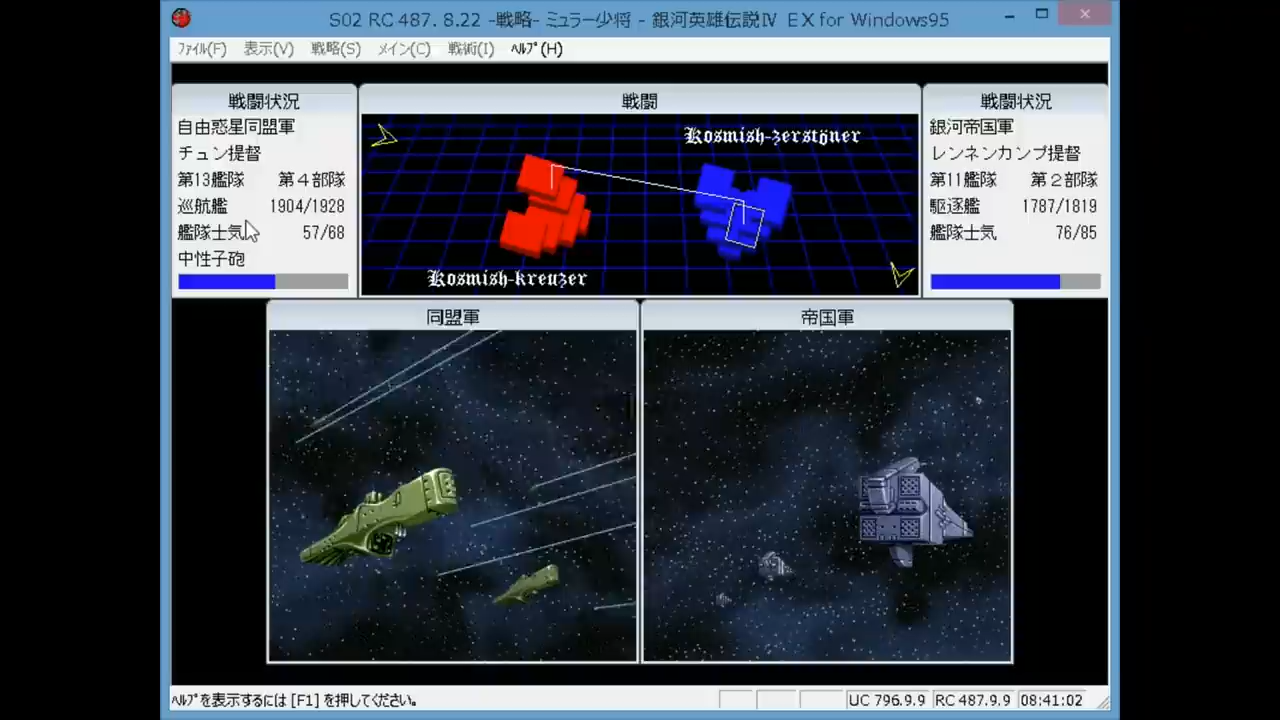 S02 RC 487. 8.22 -戦略- ミュラー少将 - 銀河英雄伝説Ⅳ EX for Windows95
ﾌｧｲﾙ(F) 表示(V) 戦略(S) メイン(C) 戦術(I) ﾍﾙﾌﾟ(H)
戦闘状況
自由惑星同盟軍
チュン提督
第13艦隊 第４部隊
巡航艦 1904/1928
艦隊士気 57/68
中性子砲
戦闘
Kosmish-zerstöner
Kosmish-kreuzer
戦闘状況
銀河帝国軍
レンネンカンプ提督
第11艦隊 第２部隊
駆逐艦 1787/1819
艦隊士気 76/85
同盟軍
帝国軍
ﾍﾙﾌﾟを表示するには [F1] を押してください。
UC 796.9.9 RC 487.9.9 08:41:02